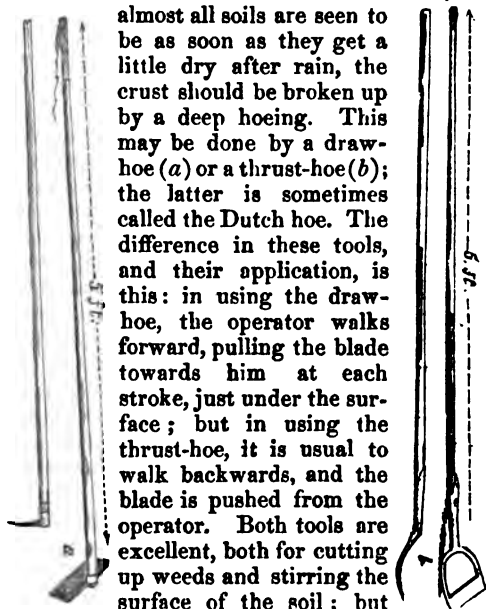 almost all soils are seen to
be as soon as they get a
little dry after rain, the
crust should be broken up
by a deep hoeing. This
may be done by a draw-
hoe (a) or a thrust-hoe (b);
the latter is sometimes
called the Dutch hoe. The
difference in these tools,
and their application, is
this: in using the draw-
hoe, the operator walks
forward, pulling the blade
towards him at each
stroke, just under the sur-
face; but in using the
thrust-hoe, it is usual to
walk backwards, and the
blade is pushed from the
operator. Both tools are
excellent, both for cutting
up weeds and stirring the
surface of the soil; but
5 ft.
a
6 ft.
b